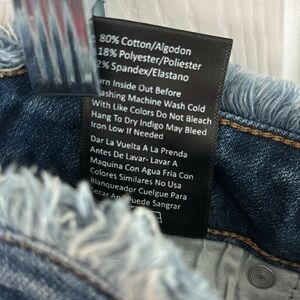 80% Cotton/Algodon
18% Polyester/Poliester
2% Spandex/Elastano
Inside Out Before
Machine Wash Cold
With Like Colors Do Not Bleach
Hang To Dry Indigo May Bleed
Iron Low If Needed
Dar La Vuelta A La Prenda
Antes De Lavar- Lavar A
Maquina Con Agua Fria Con
Colores Similares No Usa
Blanqueador Cuelgue Para
Puede Sangrar